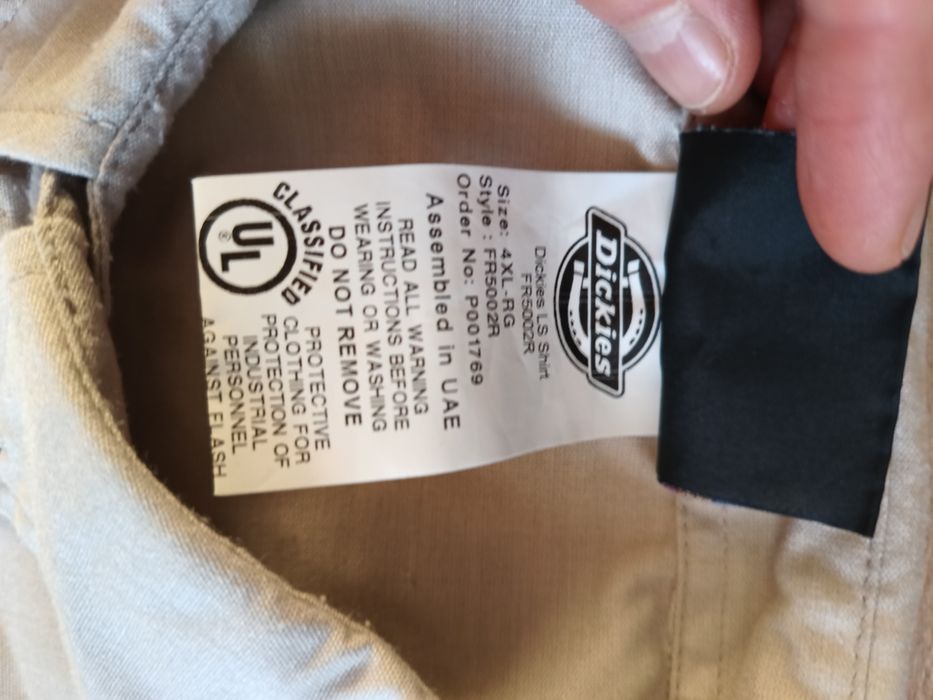 Dickies
Dickies LS Shirt
FR5002R
Size: 4XL-RG
Style : FR5002R
Order No: P001769
Assembled in UAE
READ ALL WARNING
INSTRUCTIONS BEFORE
WEARING OR WASHING
DO NOT REMOVE
CLASSIFIED
UL
®
PROTECTIVE
CLOTHING FOR
PROTECTION OF
INDUSTRIAL
PERSONNEL
AGAINST FLASH